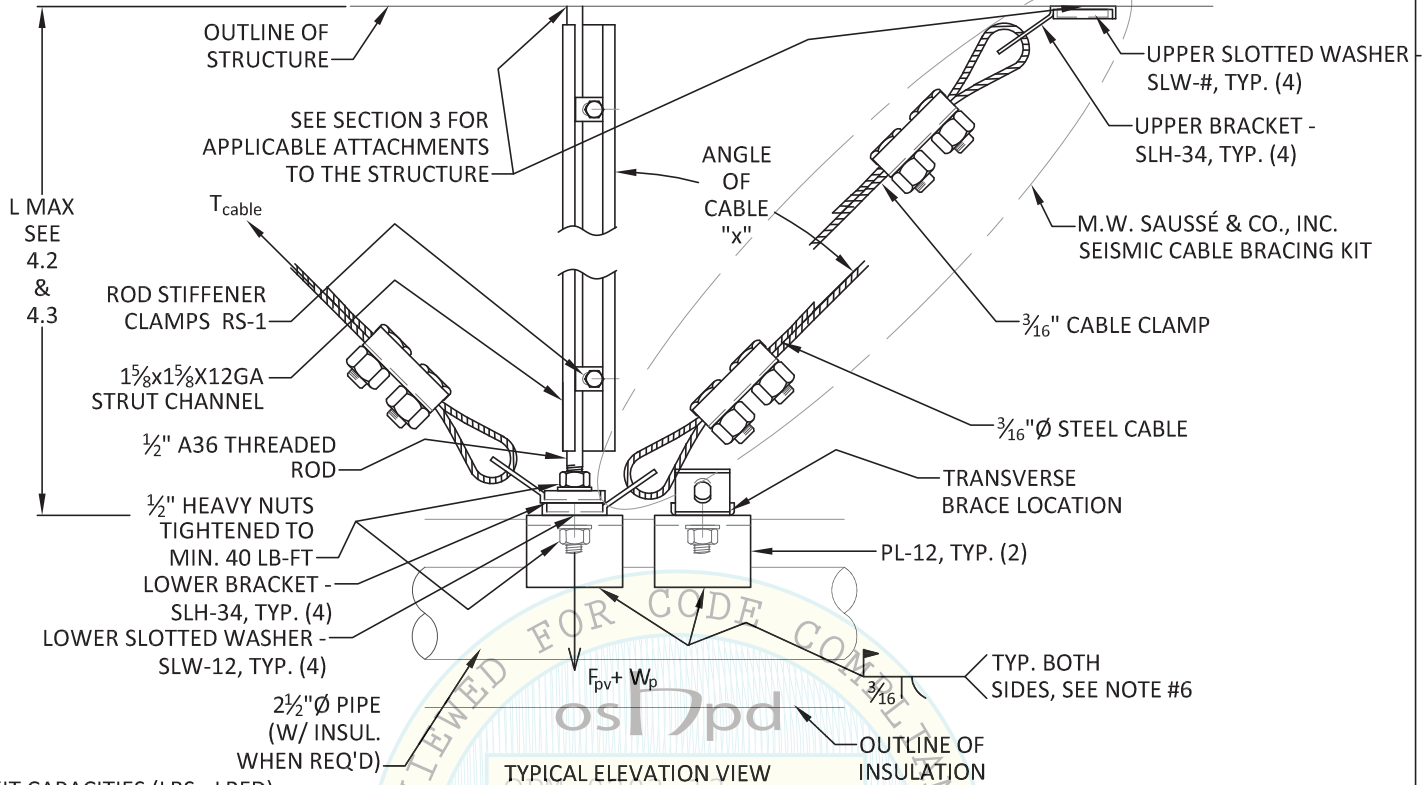 OUTLINE OF
STRUCTURE
UPPER SLOTTED WASHER -
SLW-#, TYP. (4)
SEE SECTION 3 FOR
APPLICABLE ATTACHMENTS
TO THE STRUCTURE
UPPER BRACKET -
SLH-34, TYP. (4)
ANGLE
OF
CABLE
"x"
L MAX
SEE
4.2
&
4.3
Tcable
M.W. SAUSSÉ & CO., INC.
SEISMIC CABLE BRACING KIT
ROD STIFFENER
CLAMPS RS-1
3/16" CABLE CLAMP
1⅝x1⅝X12GA
STRUT CHANNEL
3/16"Ø STEEL CABLE
½" A36 THREADED
ROD
TRANSVERSE
BRACE LOCATION
½" HEAVY NUTS
TIGHTENED TO
MIN. 40 LB-FT
PL-12, TYP. (2)
LOWER BRACKET -
SLH-34, TYP. (4)
LOWER SLOTTED WASHER -
SLW-12, TYP. (4)
Fpv + Wp
3/16
TYP. BOTH
SIDES, SEE NOTE #6
2½"Ø PIPE
(W/ INSUL.
WHEN REQ'D)
OUTLINE OF
INSULATION
FOR CODE
oshpd
TYPICAL ELEVATION VIEW